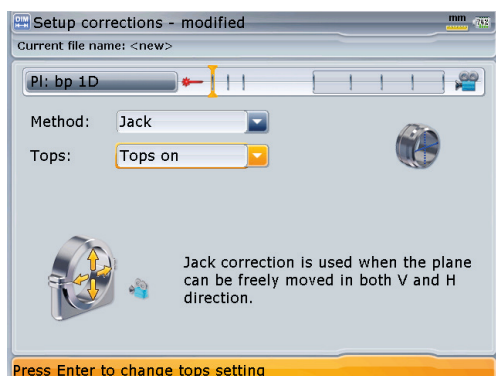 DIM
Setup corrections - modified
mm
Current file name: <new>
Pl: bp 1D
Method: Jack
Tops: Tops on
Jack correction is used when the plane
can be freely moved in both V and H
direction.
Press Enter to change tops setting